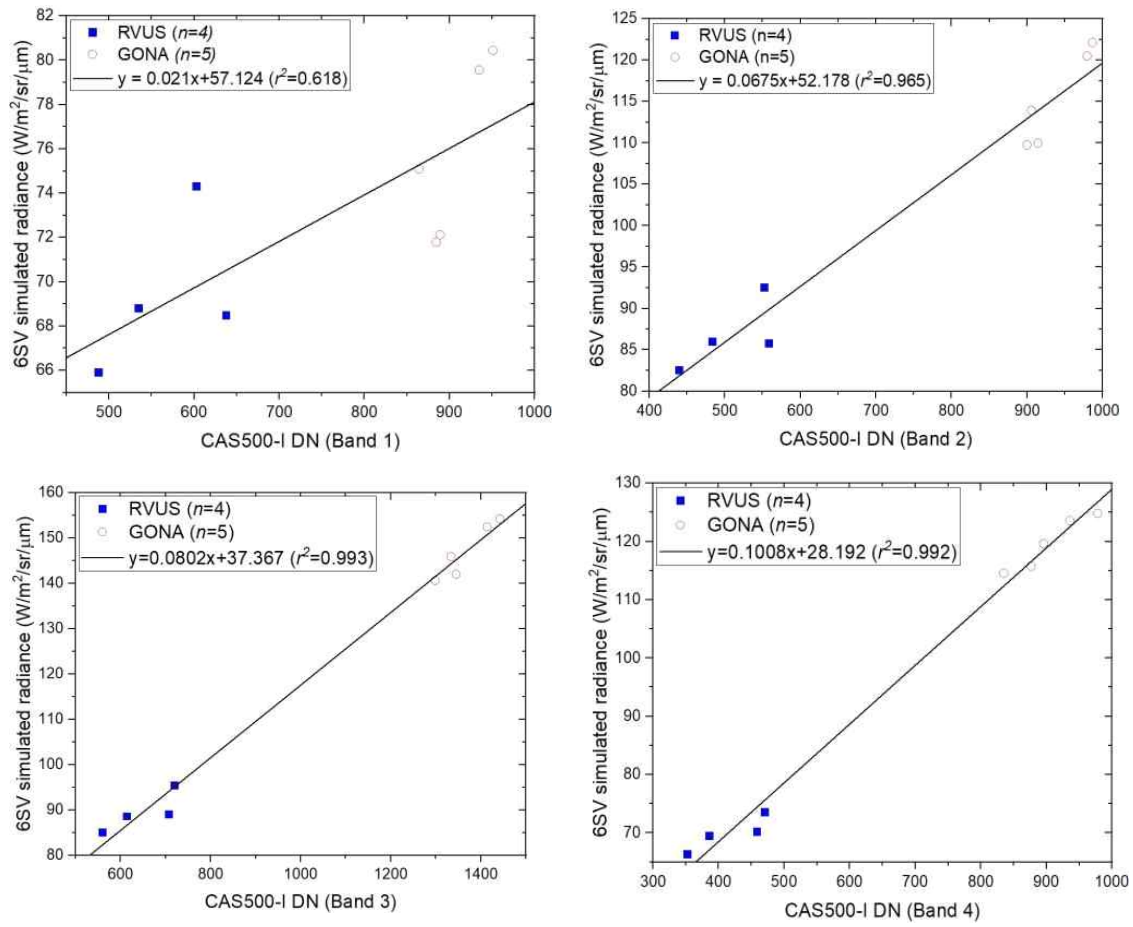 RVUS (n=4)
GONA (n=5)
y = 0.021x+57.124 (r²=0.618)
82
80
78
76
74
72
70
68
66
6SV simulated radiance (W/m²/sr/μm)
500 600 700 800 900 1000
CAS500-I DN (Band 1)
RVUS (n=4)
GONA (n=5)
y = 0.0675x+52.178 (r²=0.965)
125
120
115
110
105
100
95
90
85
80
6SV simulated radiance (W/m²/sr/μm)
400 500 600 700 800 900 1000
CAS500-I DN (Band 2)
RVUS (n=4)
GONA (n=5)
y=0.0802x+37.367 (r²=0.993)
160
150
140
130
120
110
100
90
80
6SV simulated radiance (W/m²/sr/μm)
600 800 1000 1200 1400
CAS500-I DN (Band 3)
RVUS (n=4)
GONA (n=5)
y=0.1008x+28.192 (r²=0.992)
130
120
110
100
90
80
70
6SV simulated radiance (W/m²/sr/μm)
300 400 500 600 700 800 900 1000
CAS500-I DN (Band 4)